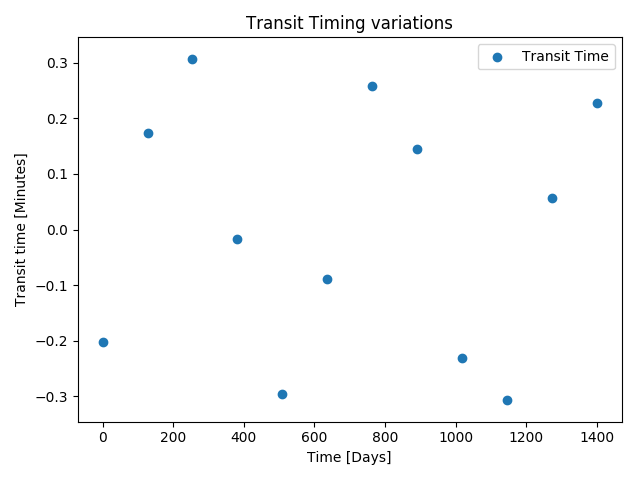 Transit Timing variations
Transit Time
Transit time [Minutes]
0.3
0.2
0.1
0.0
−0.1
−0.2
−0.3
0 200 400 600 800 1000 1200 1400
Time [Days]